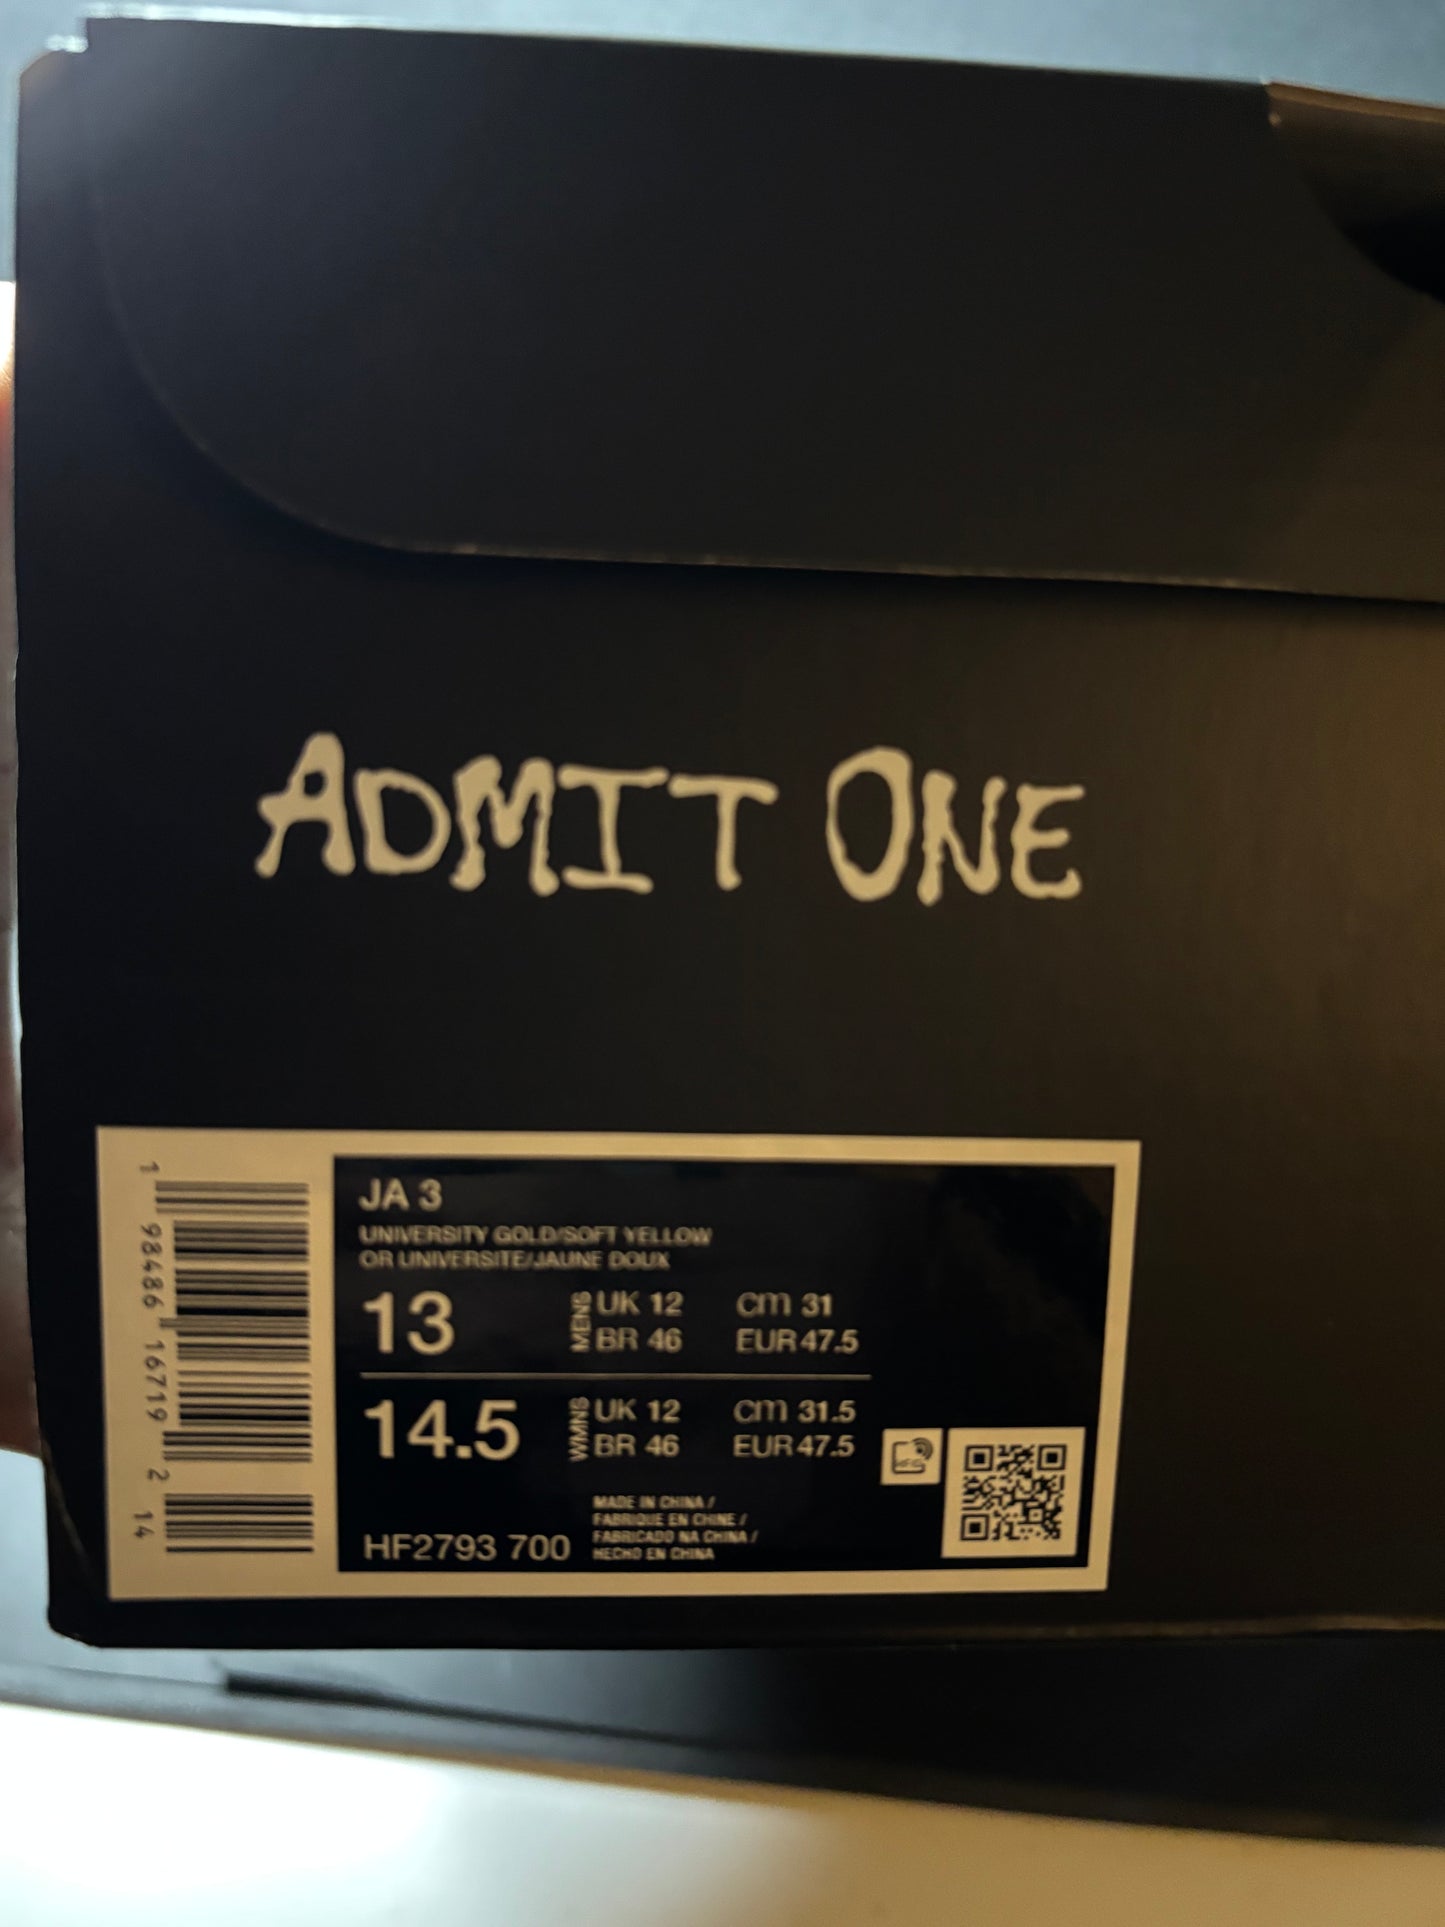 ADMIT ONE
1 98486 16719 2 14
JA 3
UNIVERSITY GOLD/SOFT YELLOW
OR UNIVERSITE/JAUNE DOUX
13 MENS UK 12 cm 31
BR 46 EUR 47.5
14.5 WMNS UK 12 cm 31.5
BR 46 EUR 47.5
HF2793 700
MADE IN CHINA /
FABRIQUE EN CHINE /
FABRICADO NA CHINA /
HECHO EN CHINA